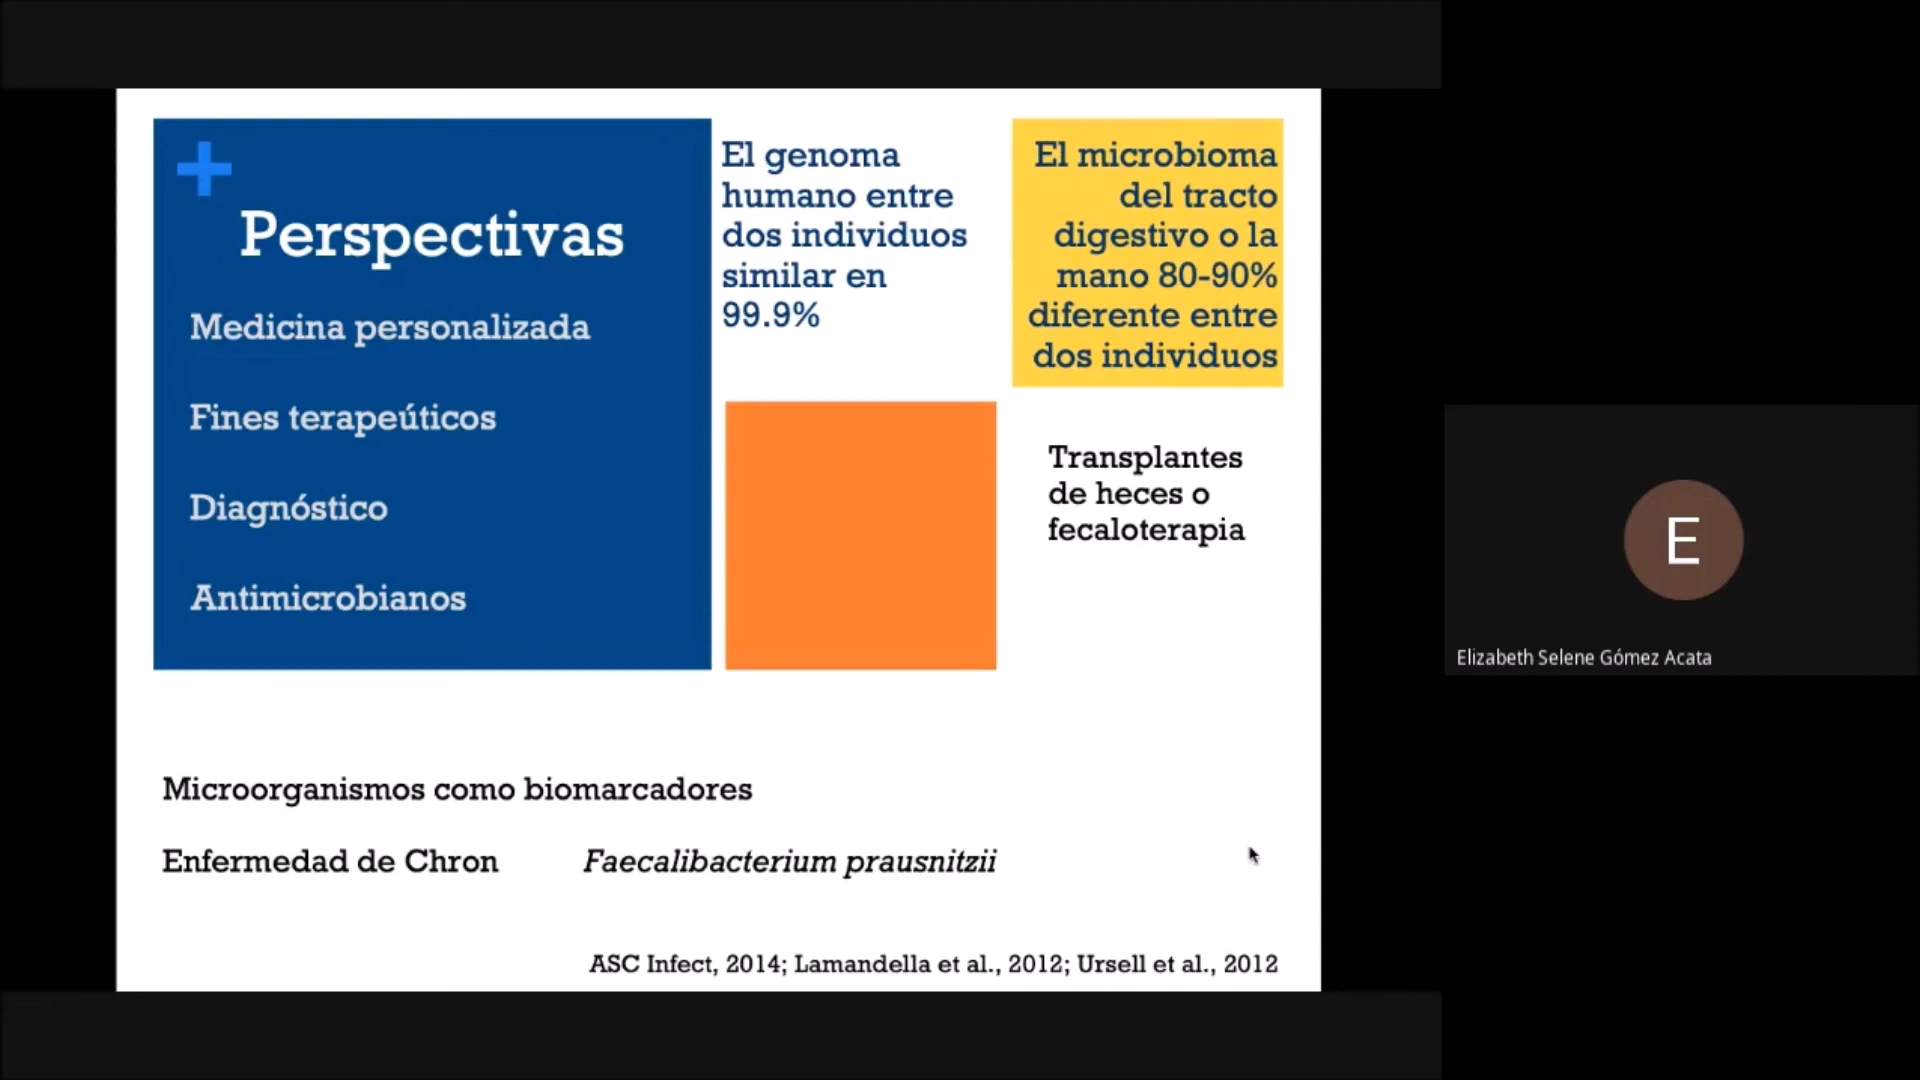 Perspectivas
Medicina personalizada
Fines terapeúticos
Diagnóstico
Antimicrobianos
El genoma
humano entre
dos individuos
similar en
99.9%
El microbioma
del tracto
digestivo o la
mano 80-90%
diferente entre
dos individuos
Transplantes
de heces o
fecaloterapia
Microorganismos como biomarcadores
Enfermedad de Chron Faecalibacterium prausnitzii
ASC Infect, 2014; Lamandella et al., 2012; Ursell et al., 2012
E
Elizabeth Selene Gómez Acata